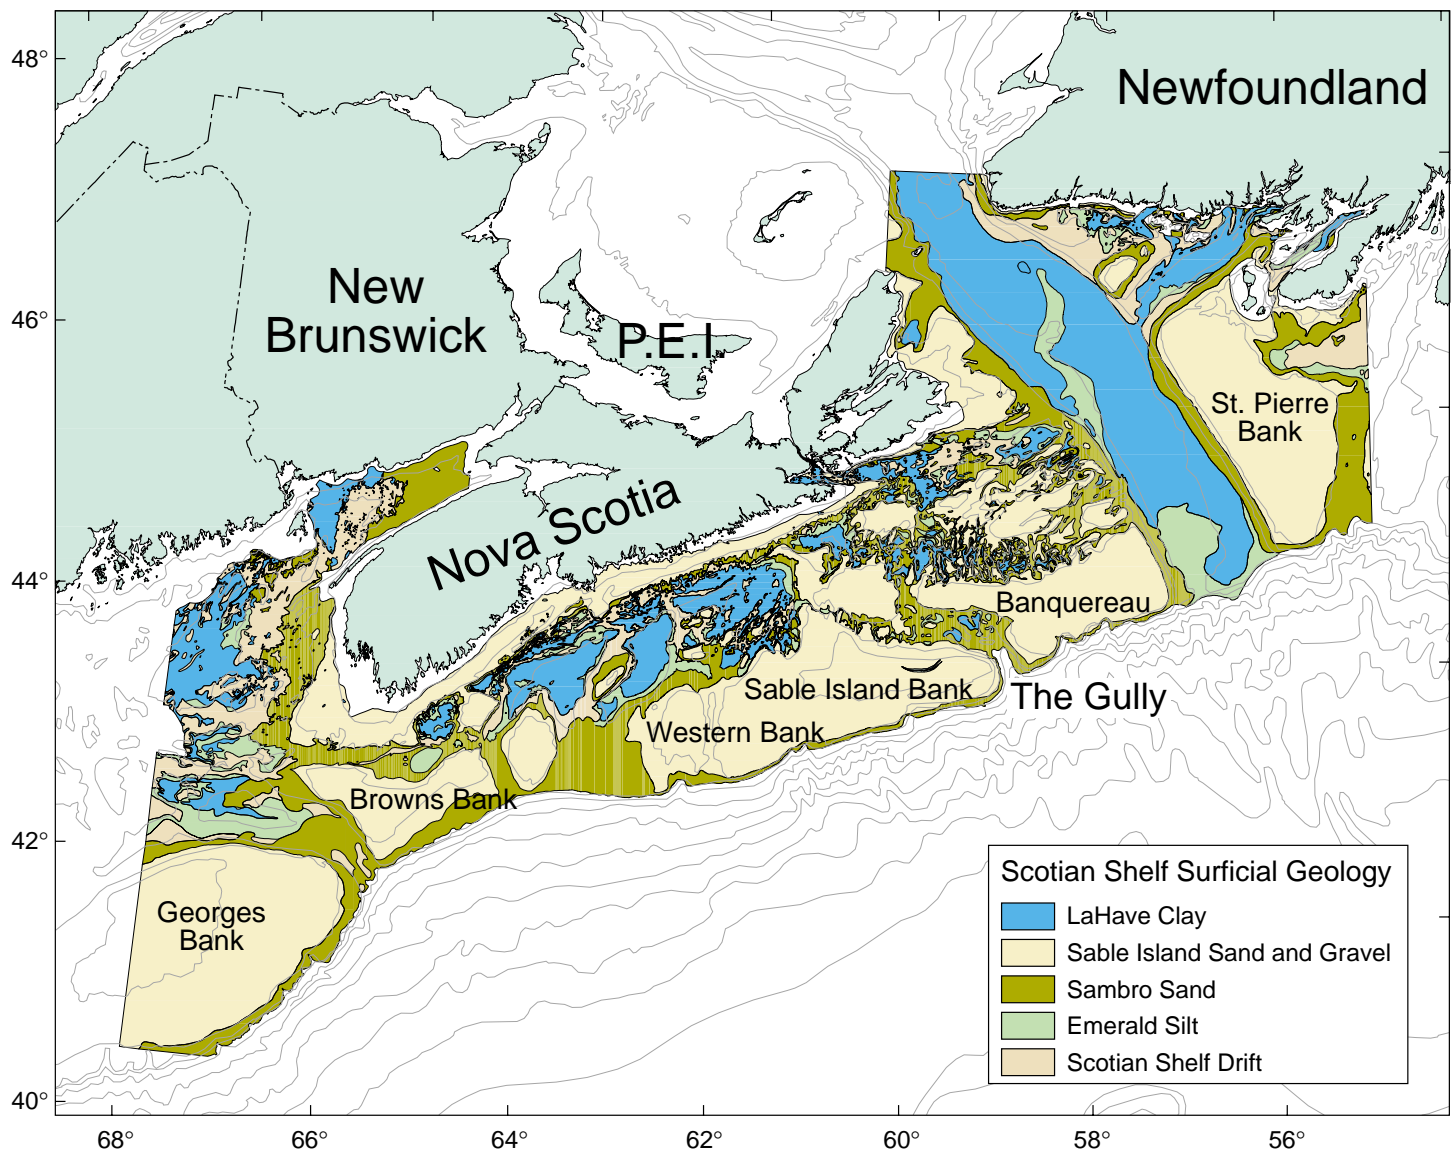 48°
Newfoundland
New
Brunswick
P.E.I.
46°
St. Pierre
Bank
Nova Scotia
44°
Banquereau
Sable Island Bank
The Gully
Western Bank
Browns Bank
42°
Georges
Bank
Scotian Shelf Surficial Geology
LaHave Clay
Sable Island Sand and Gravel
Sambro Sand
Emerald Silt
Scotian Shelf Drift
40°
68° 66° 64° 62° 60° 58° 56°